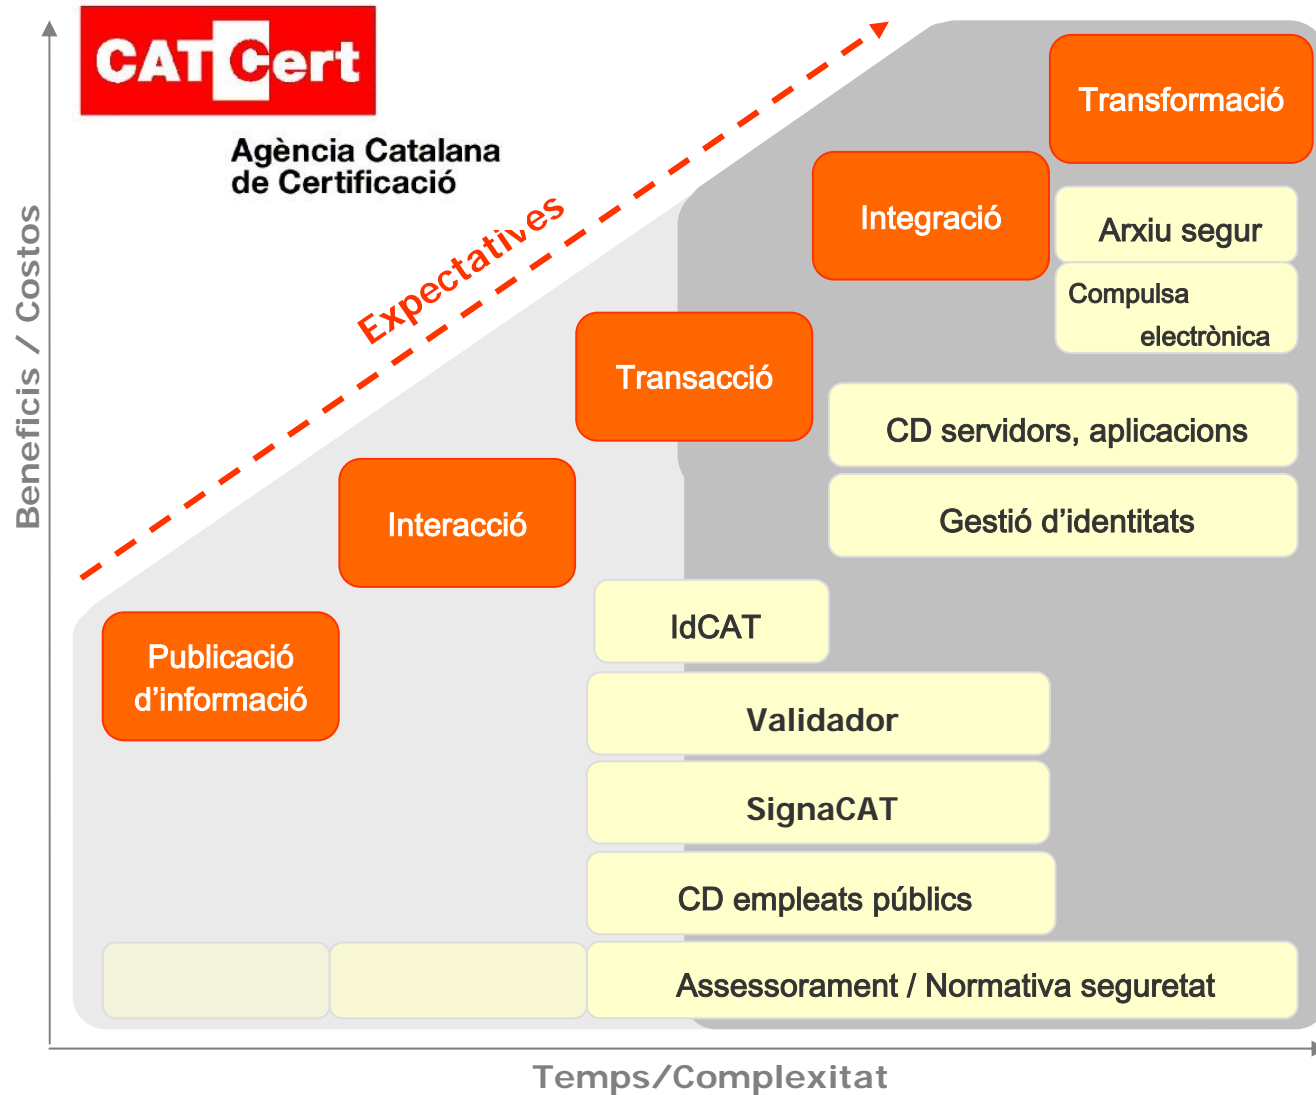 CATCert
Agència Catalana
de Certificació
Beneficis / Costos
Expectatives
Transformació
Integració
Arxiu segur
Compulsa
electrònica
Transacció
CD servidors, aplicacions
Interacció
Gestió d’identitats
IdCAT
Publicació
d’informació
Validador
SignaCAT
CD empleats públics
Assessorament / Normativa seguretat
Temps/Complexitat